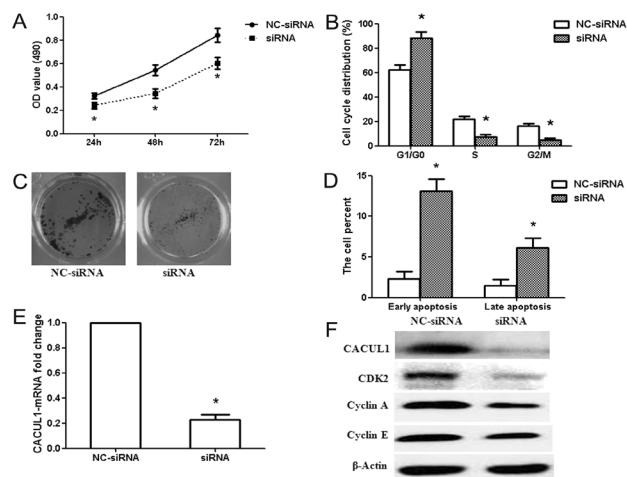 A
OD value (490)
1.0
0.8
0.6
0.4
0.2
0.0
NC-siRNA
siRNA
*
*
*
24h
48h
72h
B
Cell cycle distribution (%)
100
80
60
40
20
0
NC-siRNA
siRNA
*
*
*
G1/G0
S
G2/M
C
NC-siRNA
siRNA
D
The cell percent
15
10
5
0
NC-siRNA
siRNA
*
*
Early apoptosis
Late apoptosis
E
CACUL1-mRNA fold change
1.0
0.8
0.6
0.4
0.2
0.0
*
NC-siRNA
siRNA
F
NC-siRNA
siRNA
CACUL1
CDK2
Cyclin A
Cyclin E
β-Actin